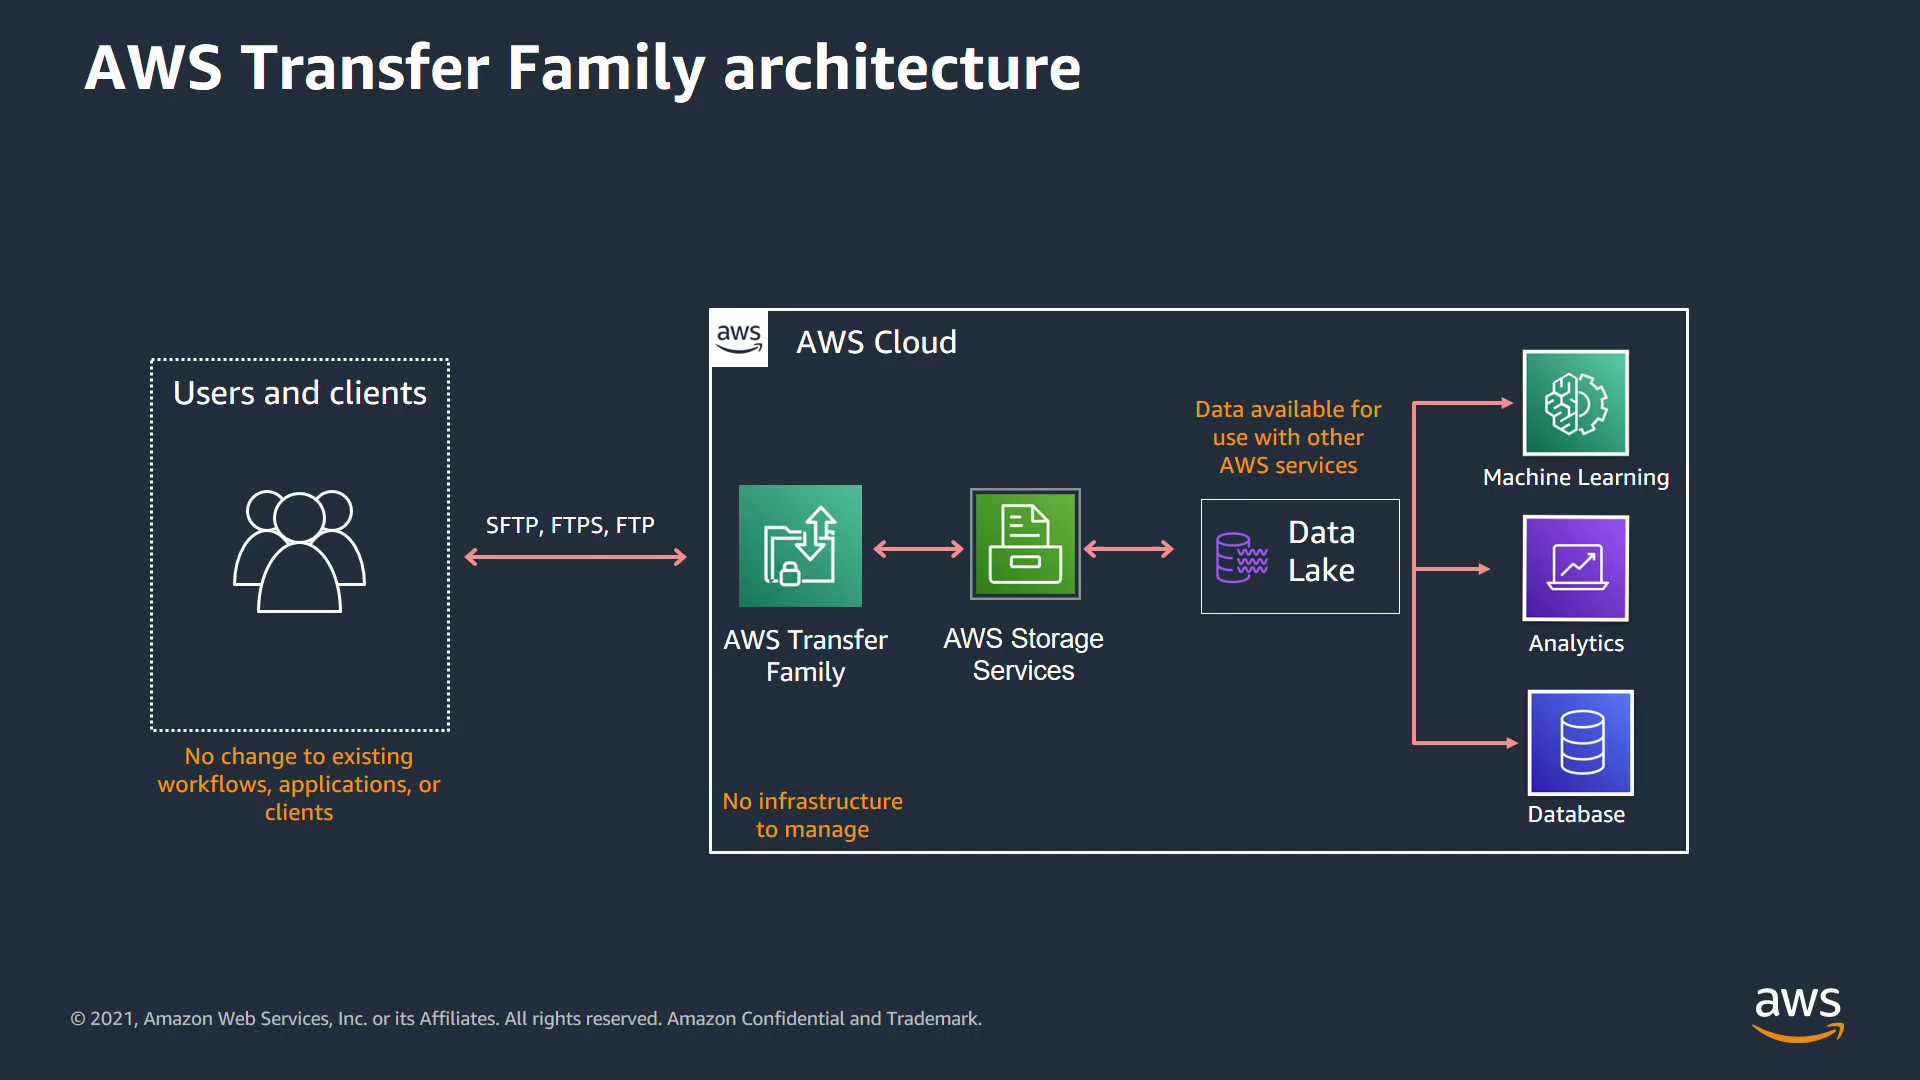 AWS Transfer Family architecture
aws
AWS Cloud
Users and clients
SFTP, FTPS, FTP
No change to existing
workflows, applications, or
clients
AWS Transfer
Family
AWS Storage
Services
No infrastructure
to manage
Data available for
use with other
AWS services
Data
Lake
Machine Learning
Analytics
Database
© 2021, Amazon Web Services, Inc. or its Affiliates. All rights reserved. Amazon Confidential and Trademark.
aws